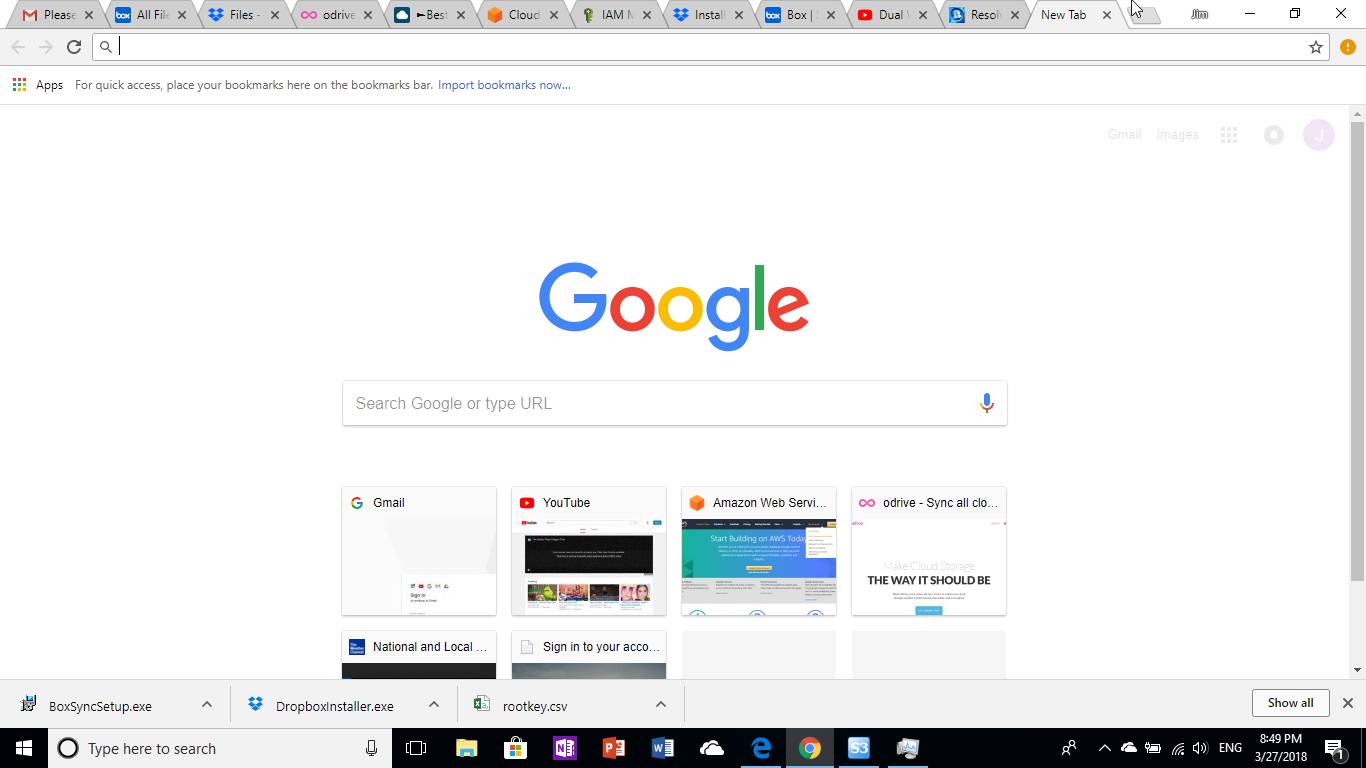 Please
All File
Files -
odrive
►Best
Cloud
IAM M
Install
Box |
Dual
Resol
New Tab
Jim
Apps For quick access, place your bookmarks here on the bookmarks bar. Import bookmarks now...
Gmail Images J
Google
Search Google or type URL
Gmail
YouTube
Amazon Web Servi...
odrive - Sync all clo...
Sign in
Start Building on AWS Today
Make Cloud Storage
THE WAY IT SHOULD BE
National and Local ...
Sign in to your acco...
BoxSyncSetup.exe
DropboxInstaller.exe
rootkey.csv
Show all
Type here to search
ENG
8:49 PM
3/27/2018
1